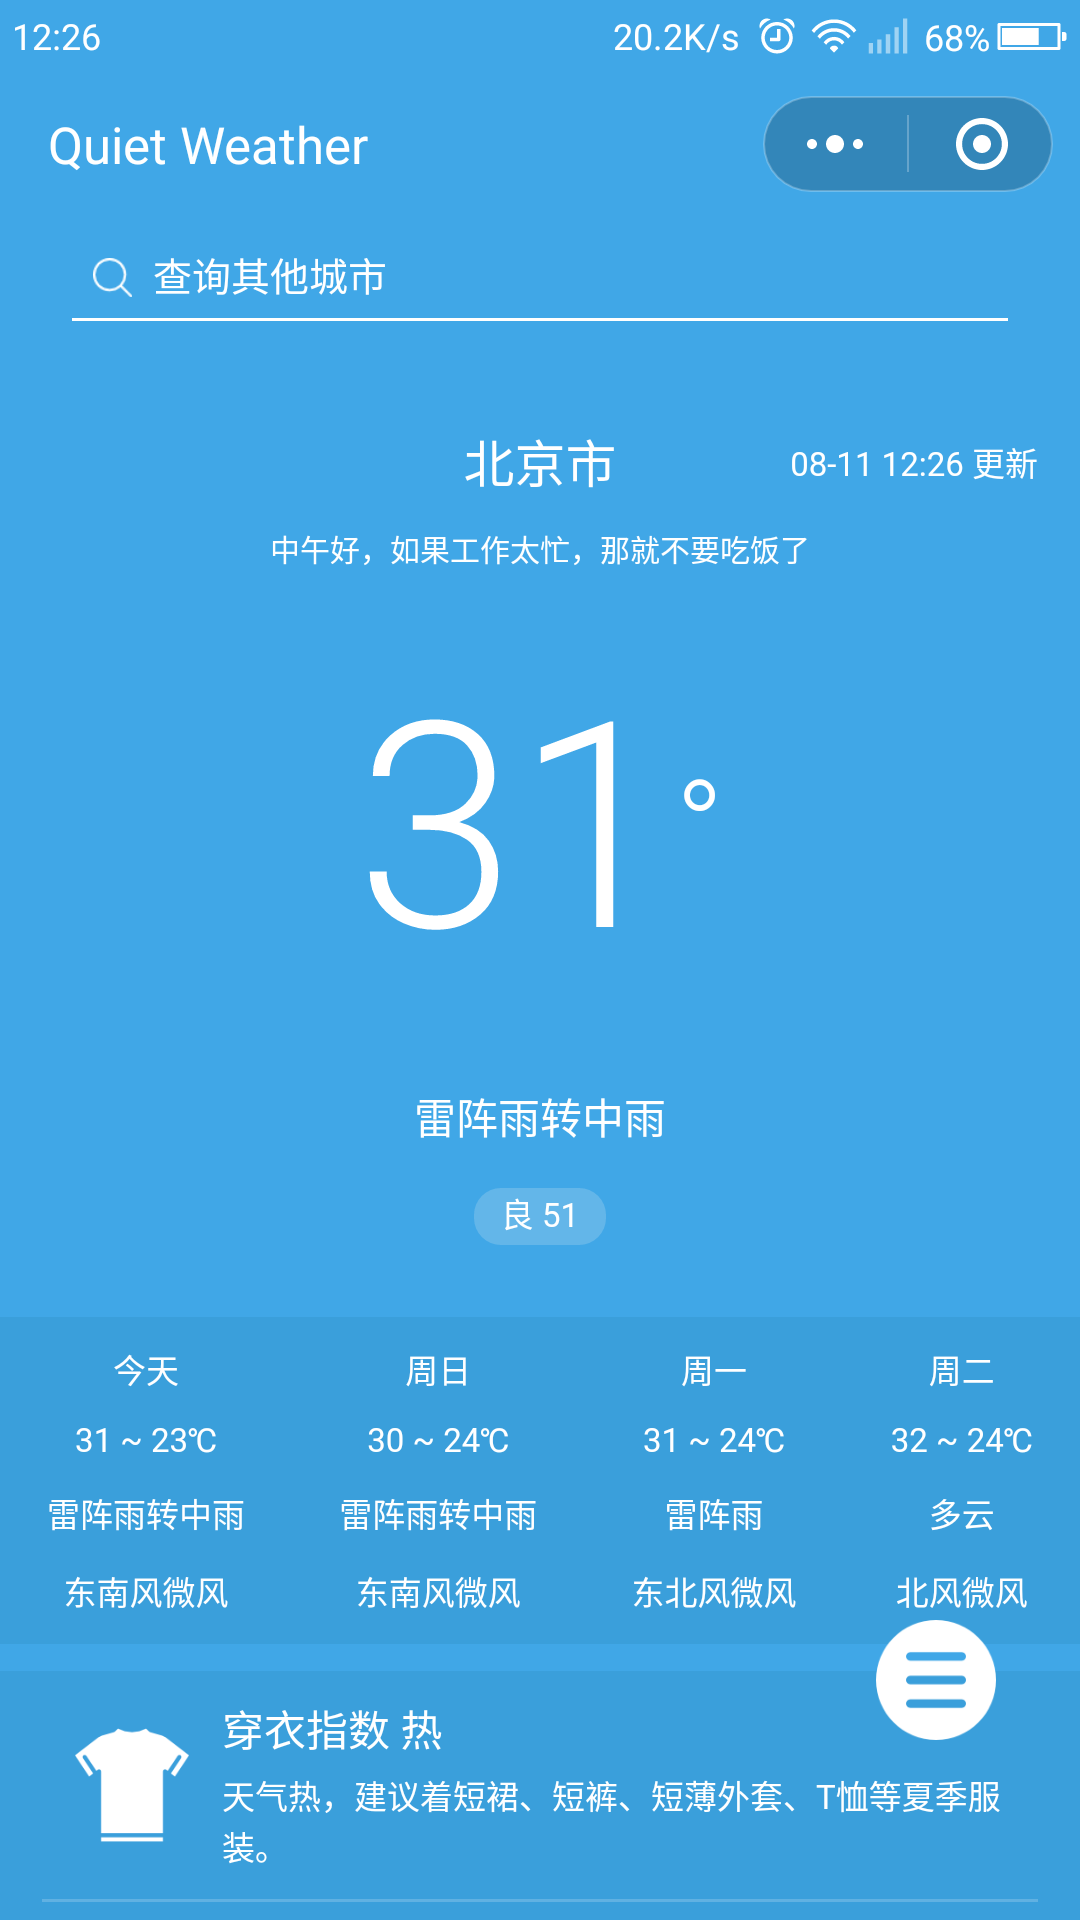 12:26 20.2K/s 68%
Quiet Weather
查询其他城市
北京市 08-11 12:26 更新
中午好，如果工作太忙，那就不要吃饭了
31°
雷阵雨转中雨
良 51
今天 周日 周一 周二
31 ~ 23℃ 30 ~ 24℃ 31 ~ 24℃ 32 ~ 24℃
雷阵雨转中雨 雷阵雨转中雨 雷阵雨 多云
东南风微风 东南风微风 东北风微风 北风微风
穿衣指数 热
天气热，建议着短裙、短裤、短薄外套、T恤等夏季服
装。